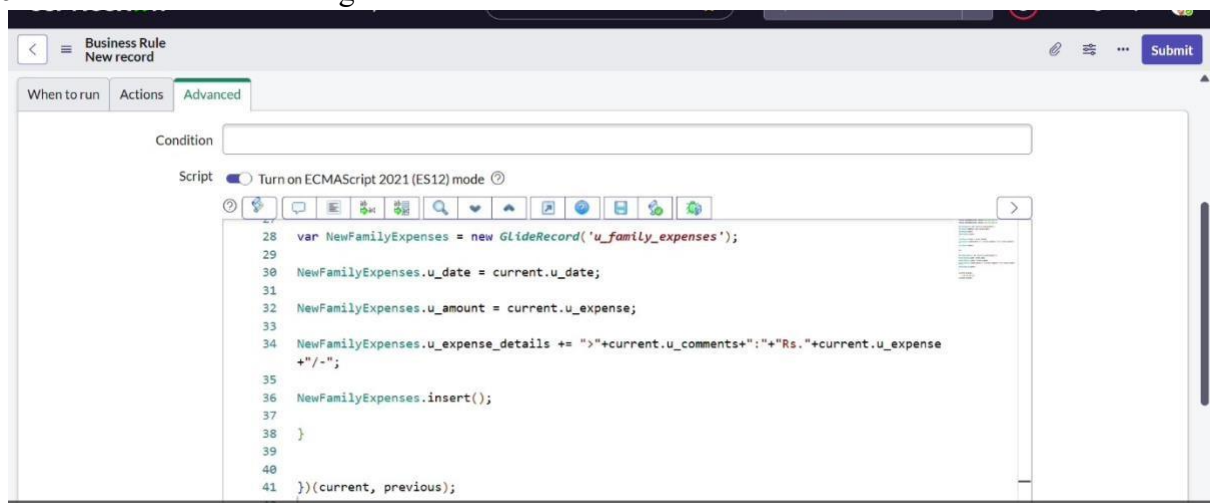 Business Rule
New record
Submit
When to run Actions Advanced
Condition
Script Turn on ECMAScript 2021 (ES12) mode
28 var NewFamilyExpenses = new GlideRecord('u_family_expenses');
29
30 NewFamilyExpenses.u_date = current.u_date;
31
32 NewFamilyExpenses.u_amount = current.u_expense;
33
34 NewFamilyExpenses.u_expense_details += ">"+current.u_comments+":"+"Rs."+current.u_expense
+"/-";
35
36 NewFamilyExpenses.insert();
37
38 }
39
40
41 })(current, previous);